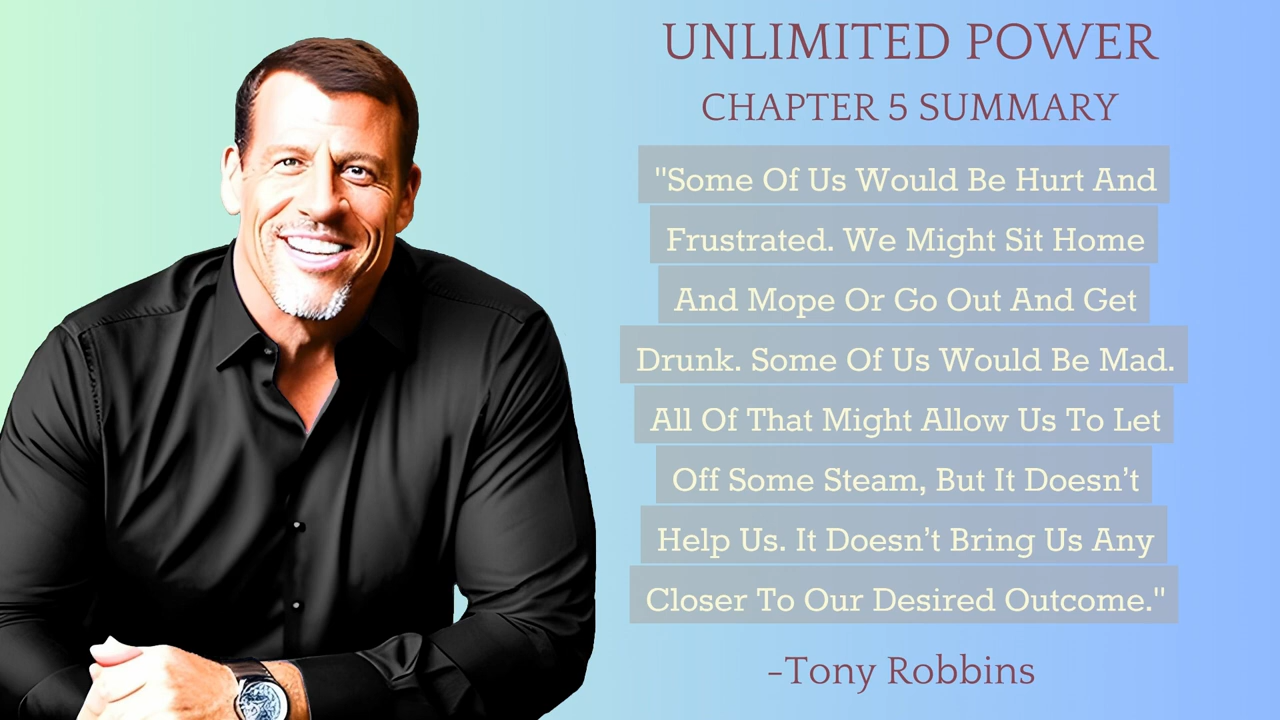 UNLIMITED POWER
CHAPTER 5 SUMMARY
"Some Of Us Would Be Hurt And
Frustrated. We Might Sit Home
And Mope Or Go Out And Get
Drunk. Some Of Us Would Be Mad.
All Of That Might Allow Us To Let
Off Some Steam, But It Doesn’t
Help Us. It Doesn’t Bring Us Any
Closer To Our Desired Outcome."
-Tony Robbins